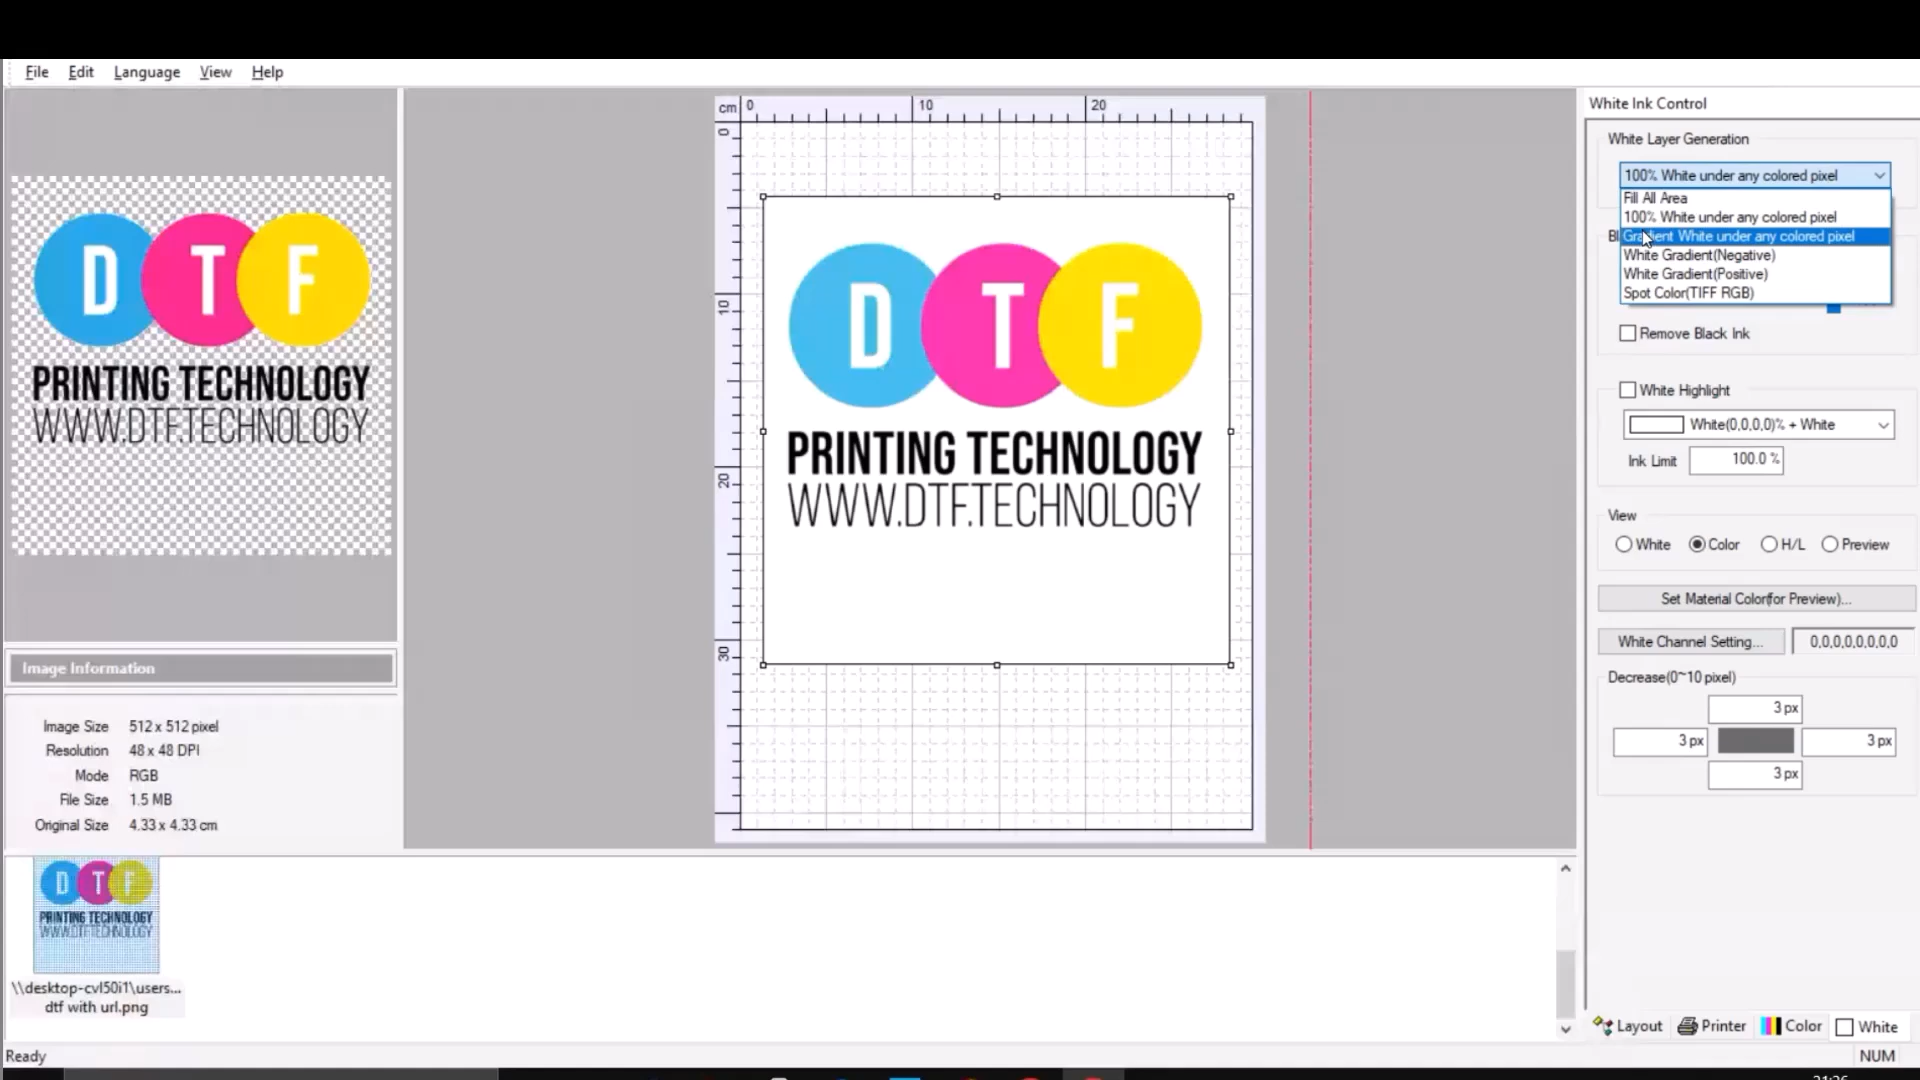 File Edit Language View Help
D T F
PRINTING TECHNOLOGY
WWW.DTF.TECHNOLOGY
Image Information
Image Size 512 x 512 pixel
Resolution 48 x 48 DPI
Mode RGB
File Size 1.5 MB
Original Size 4.33 x 4.33 cm
cm 0 10 20
0
10
20
30
D T F
PRINTING TECHNOLOGY
WWW.DTF.TECHNOLOGY
White Ink Control
White Layer Generation
100% White under any colored pixel
Fill All Area
100% White under any colored pixel
Gradient White under any colored pixel
White Gradient(Negative)
White Gradient(Positive)
Spot Color(TIFF RGB)
Remove Black Ink
White Highlight
White(0,0,0,0)% + White
Ink Limit 100.0 %
View
White Color H/L Preview
Set Material Color(for Preview)...
White Channel Setting... 0,0,0,0,0,0,0,0
Decrease(0~10 pixel)
3 px
3 px 3 px
3 px
D T F
PRINTING TECHNOLOGY
WWW.DTF.TECHNOLOGY
\\desktop-cvl50i1\users...
dtf with url.png
Layout Printer Color White
Ready NUM